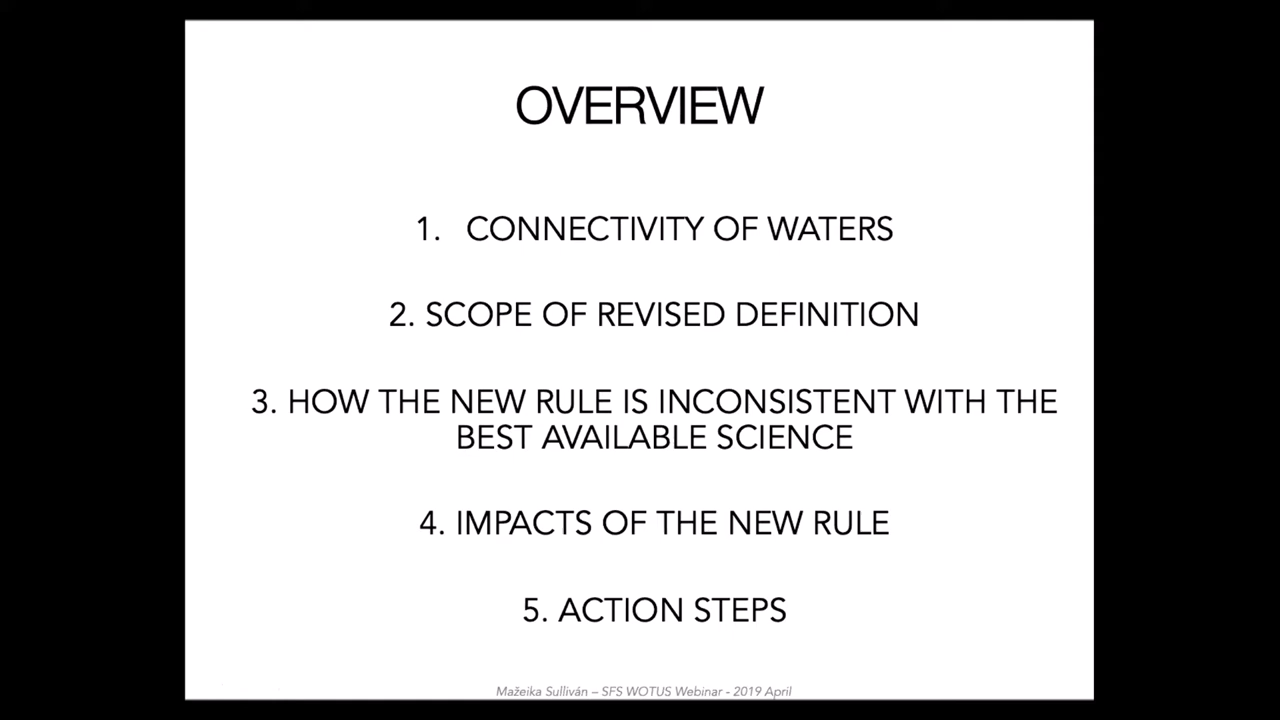 OVERVIEW
1. CONNECTIVITY OF WATERS
2. SCOPE OF REVISED DEFINITION
3. HOW THE NEW RULE IS INCONSISTENT WITH THE
BEST AVAILABLE SCIENCE
4. IMPACTS OF THE NEW RULE
5. ACTION STEPS
Mažeika Sulliván – SFS WOTUS Webinar - 2019 April